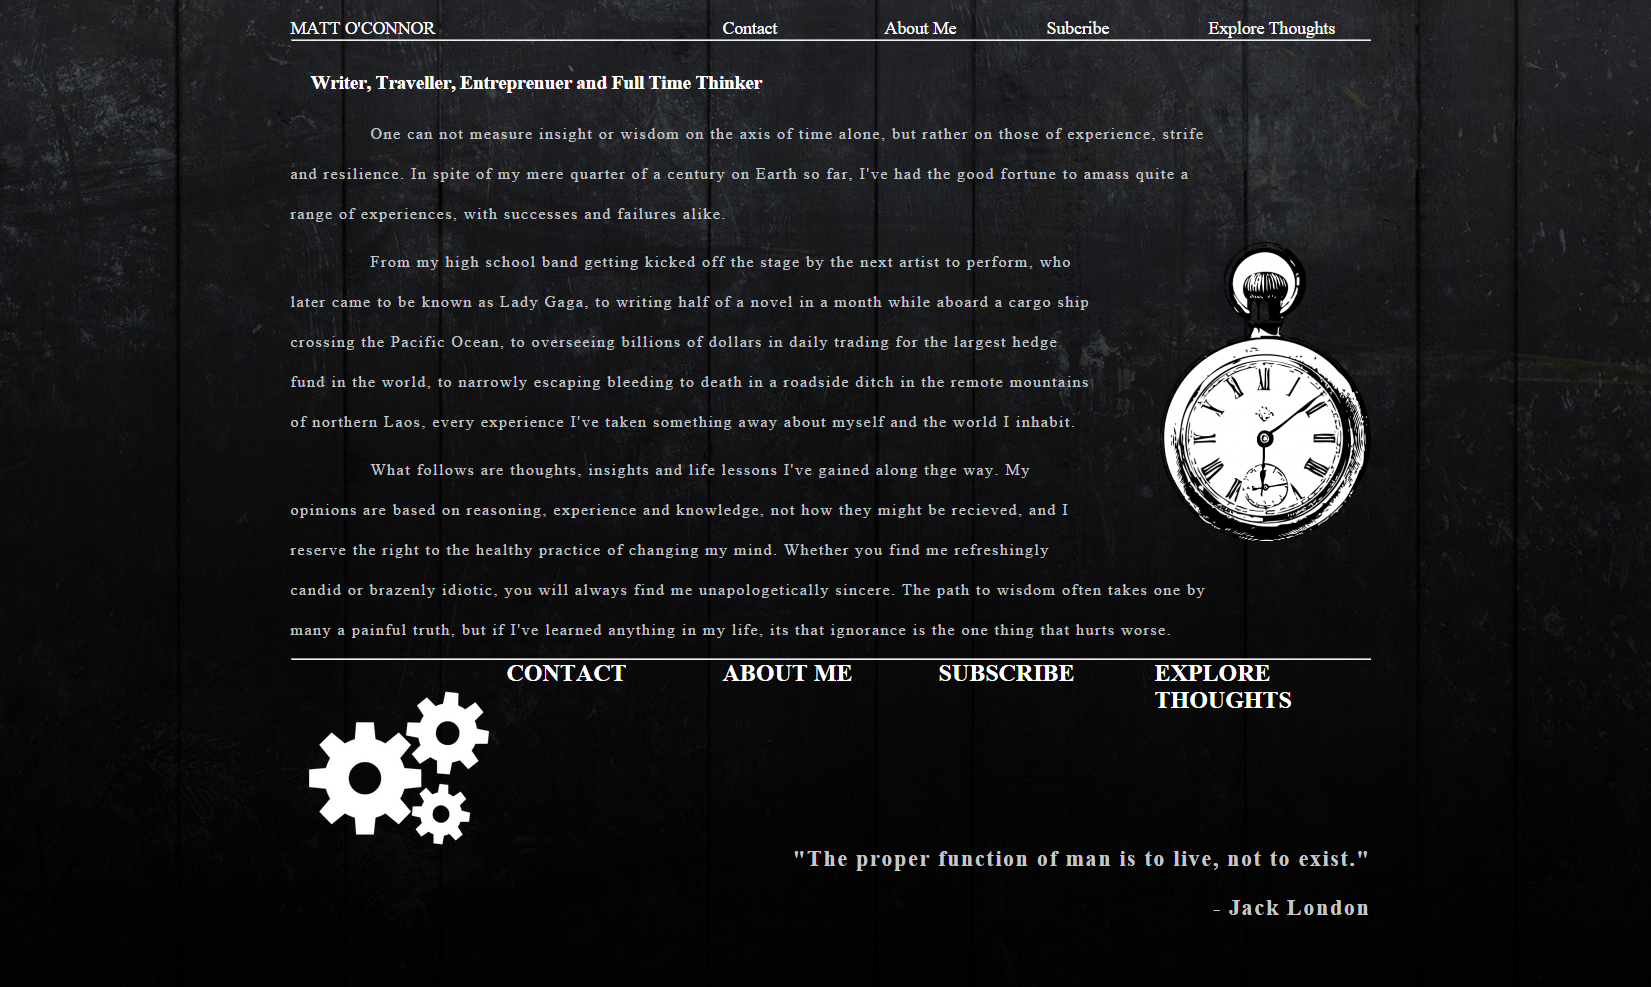 MATT O'CONNOR Contact About Me Subcribe Explore Thoughts
Writer, Traveller, Entreprenuer and Full Time Thinker
One can not measure insight or wisdom on the axis of time alone, but rather on those of experience, strife
and resilience. In spite of my mere quarter of a century on Earth so far, I've had the good fortune to amass quite a
range of experiences, with successes and failures alike.
From my high school band getting kicked off the stage by the next artist to perform, who
later came to be known as Lady Gaga, to writing half of a novel in a month while aboard a cargo ship
crossing the Pacific Ocean, to overseeing billions of dollars in daily trading for the largest hedge
fund in the world, to narrowly escaping bleeding to death in a roadside ditch in the remote mountains
of northern Laos, every experience I've taken something away about myself and the world I inhabit.
What follows are thoughts, insights and life lessons I've gained along thge way. My
opinions are based on reasoning, experience and knowledge, not how they might be recieved, and I
reserve the right to the healthy practice of changing my mind. Whether you find me refreshingly
candid or brazenly idiotic, you will always find me unapologetically sincere. The path to wisdom often takes one by
many a painful truth, but if I've learned anything in my life, its that ignorance is the one thing that hurts worse.
CONTACT ABOUT ME SUBSCRIBE EXPLORE
THOUGHTS
"The proper function of man is to live, not to exist."
- Jack London